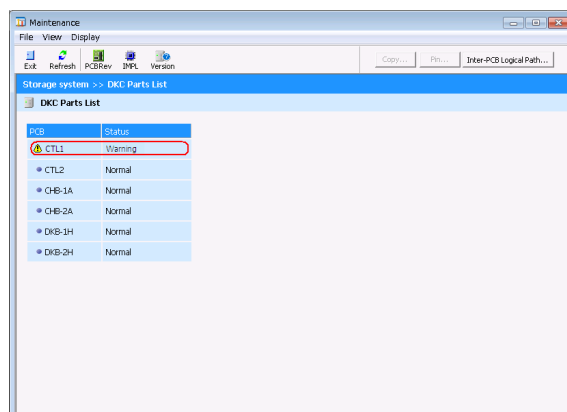 Maintenance
File View Display
Exit Refresh PCBRev IMPL Version Copy... Pin... Inter-PCB Logical Path...
Storage system >> DKC Parts List
DKC Parts List
PCB Status
CTL1 Warning
CTL2 Normal
CHB-1A Normal
CHB-2A Normal
DKB-1H Normal
DKB-2H Normal